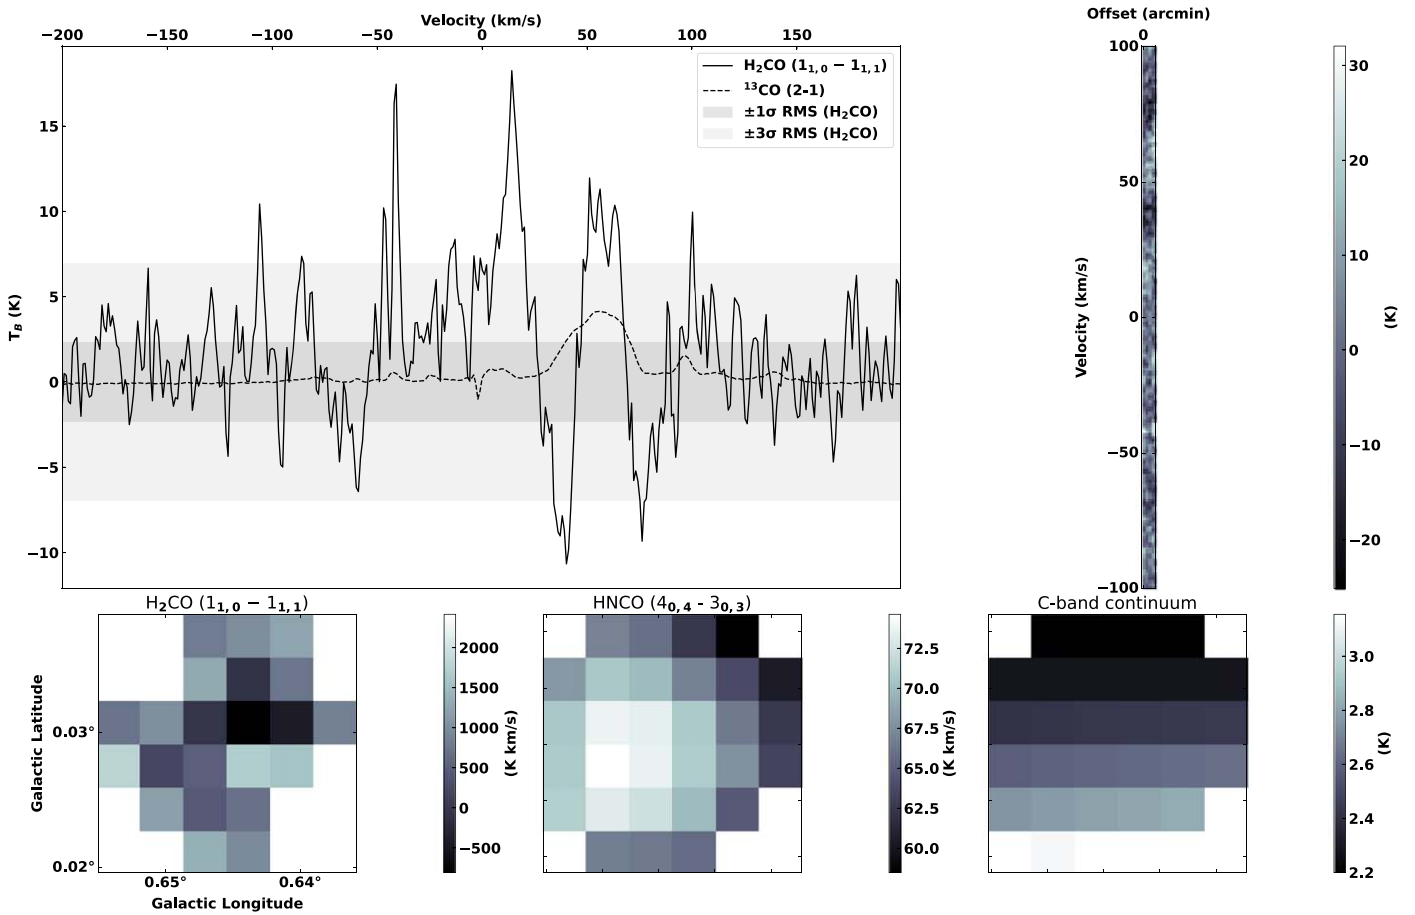 Velocity (km/s)
−200 −150 −100 −50 0 50 100 150
T_B (K)
15
10
5
0
−5
−10
H₂CO (1₁,₀ − 1₁,₁)
¹³CO (2-1)
±1σ RMS (H₂CO)
±3σ RMS (H₂CO)
Offset (arcmin)
0
Velocity (km/s)
100
50
0
−50
−100
30
20
10
0
−10
−20
(K)
H₂CO (1₁,₀ − 1₁,₁)
Galactic Latitude
0.03°
0.02°
0.65° 0.64°
Galactic Longitude
2000
1500
1000
500
0
−500
(K km/s)
HNCO (4₀,₄ - 3₀,₃)
72.5
70.0
67.5
65.0
62.5
60.0
(K km/s)
C-band continuum
3.0
2.8
2.6
2.4
2.2
(K)